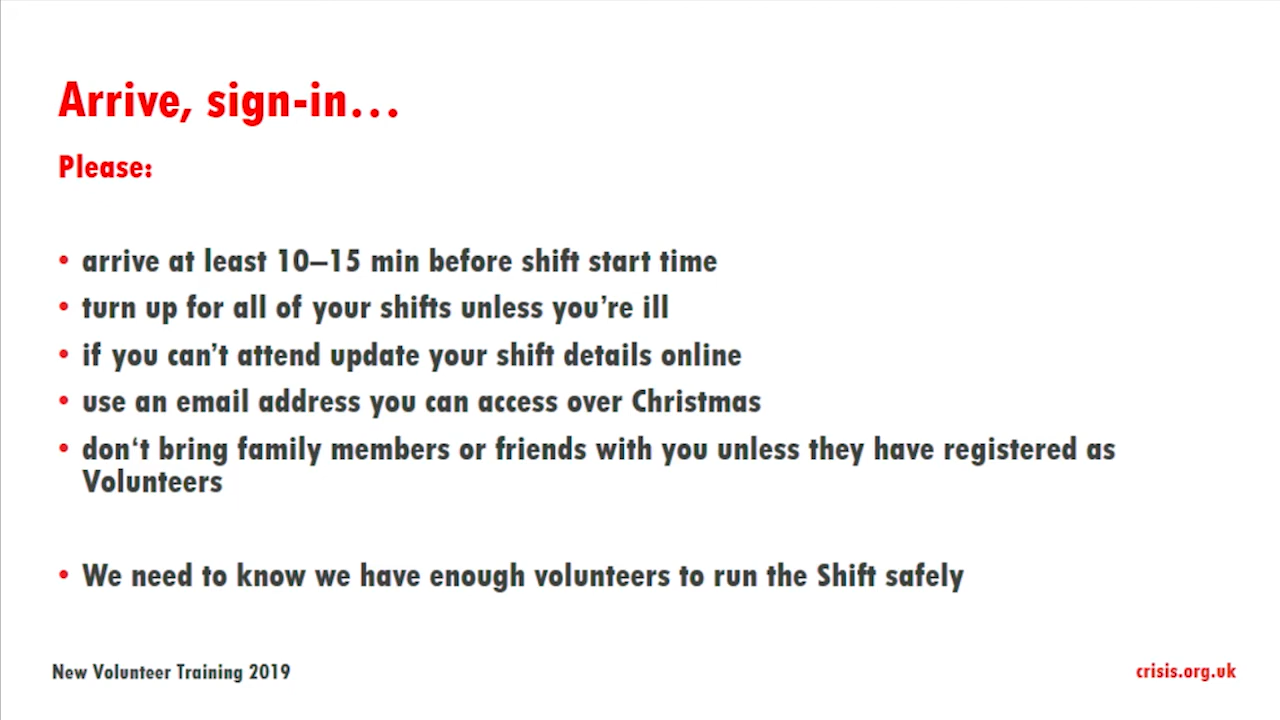 Arrive, sign-in…
Please:
• arrive at least 10–15 min before shift start time
• turn up for all of your shifts unless you’re ill
• if you can’t attend update your shift details online
• use an email address you can access over Christmas
• don‘t bring family members or friends with you unless they have registered as
Volunteers
• We need to know we have enough volunteers to run the Shift safely
New Volunteer Training 2019
crisis.org.uk